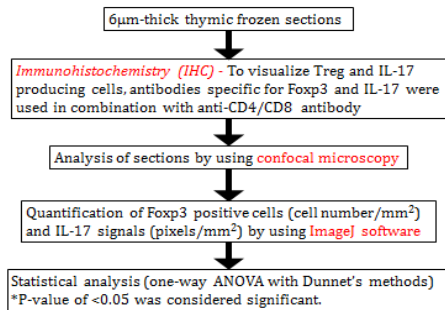 6μm-thick thymic frozen sections
Immunohistochemistry (IHC) - To visualize Treg and IL-17
producing cells, antibodies specific for Foxp3 and IL-17 were
used in combination with anti-CD4/CD8 antibody
Analysis of sections by using confocal microscopy
Quantification of Foxp3 positive cells (cell number/mm²)
and IL-17 signals (pixels/mm²) by using ImageJ software
Statistical analysis (one-way ANOVA with Dunnet's methods)
*P-value of <0.05 was considered significant.